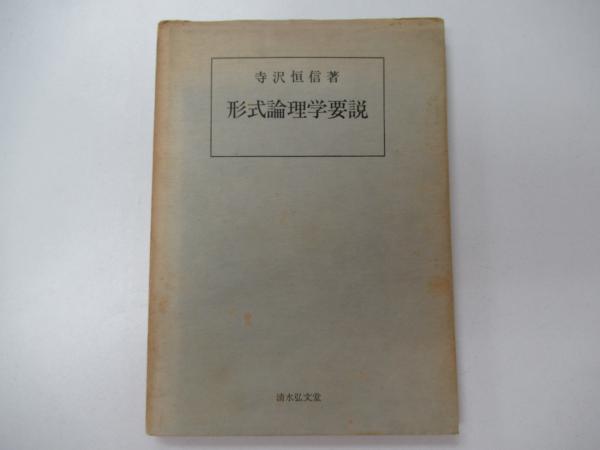 寺沢恒信著
形式論理学要説
清水弘文堂